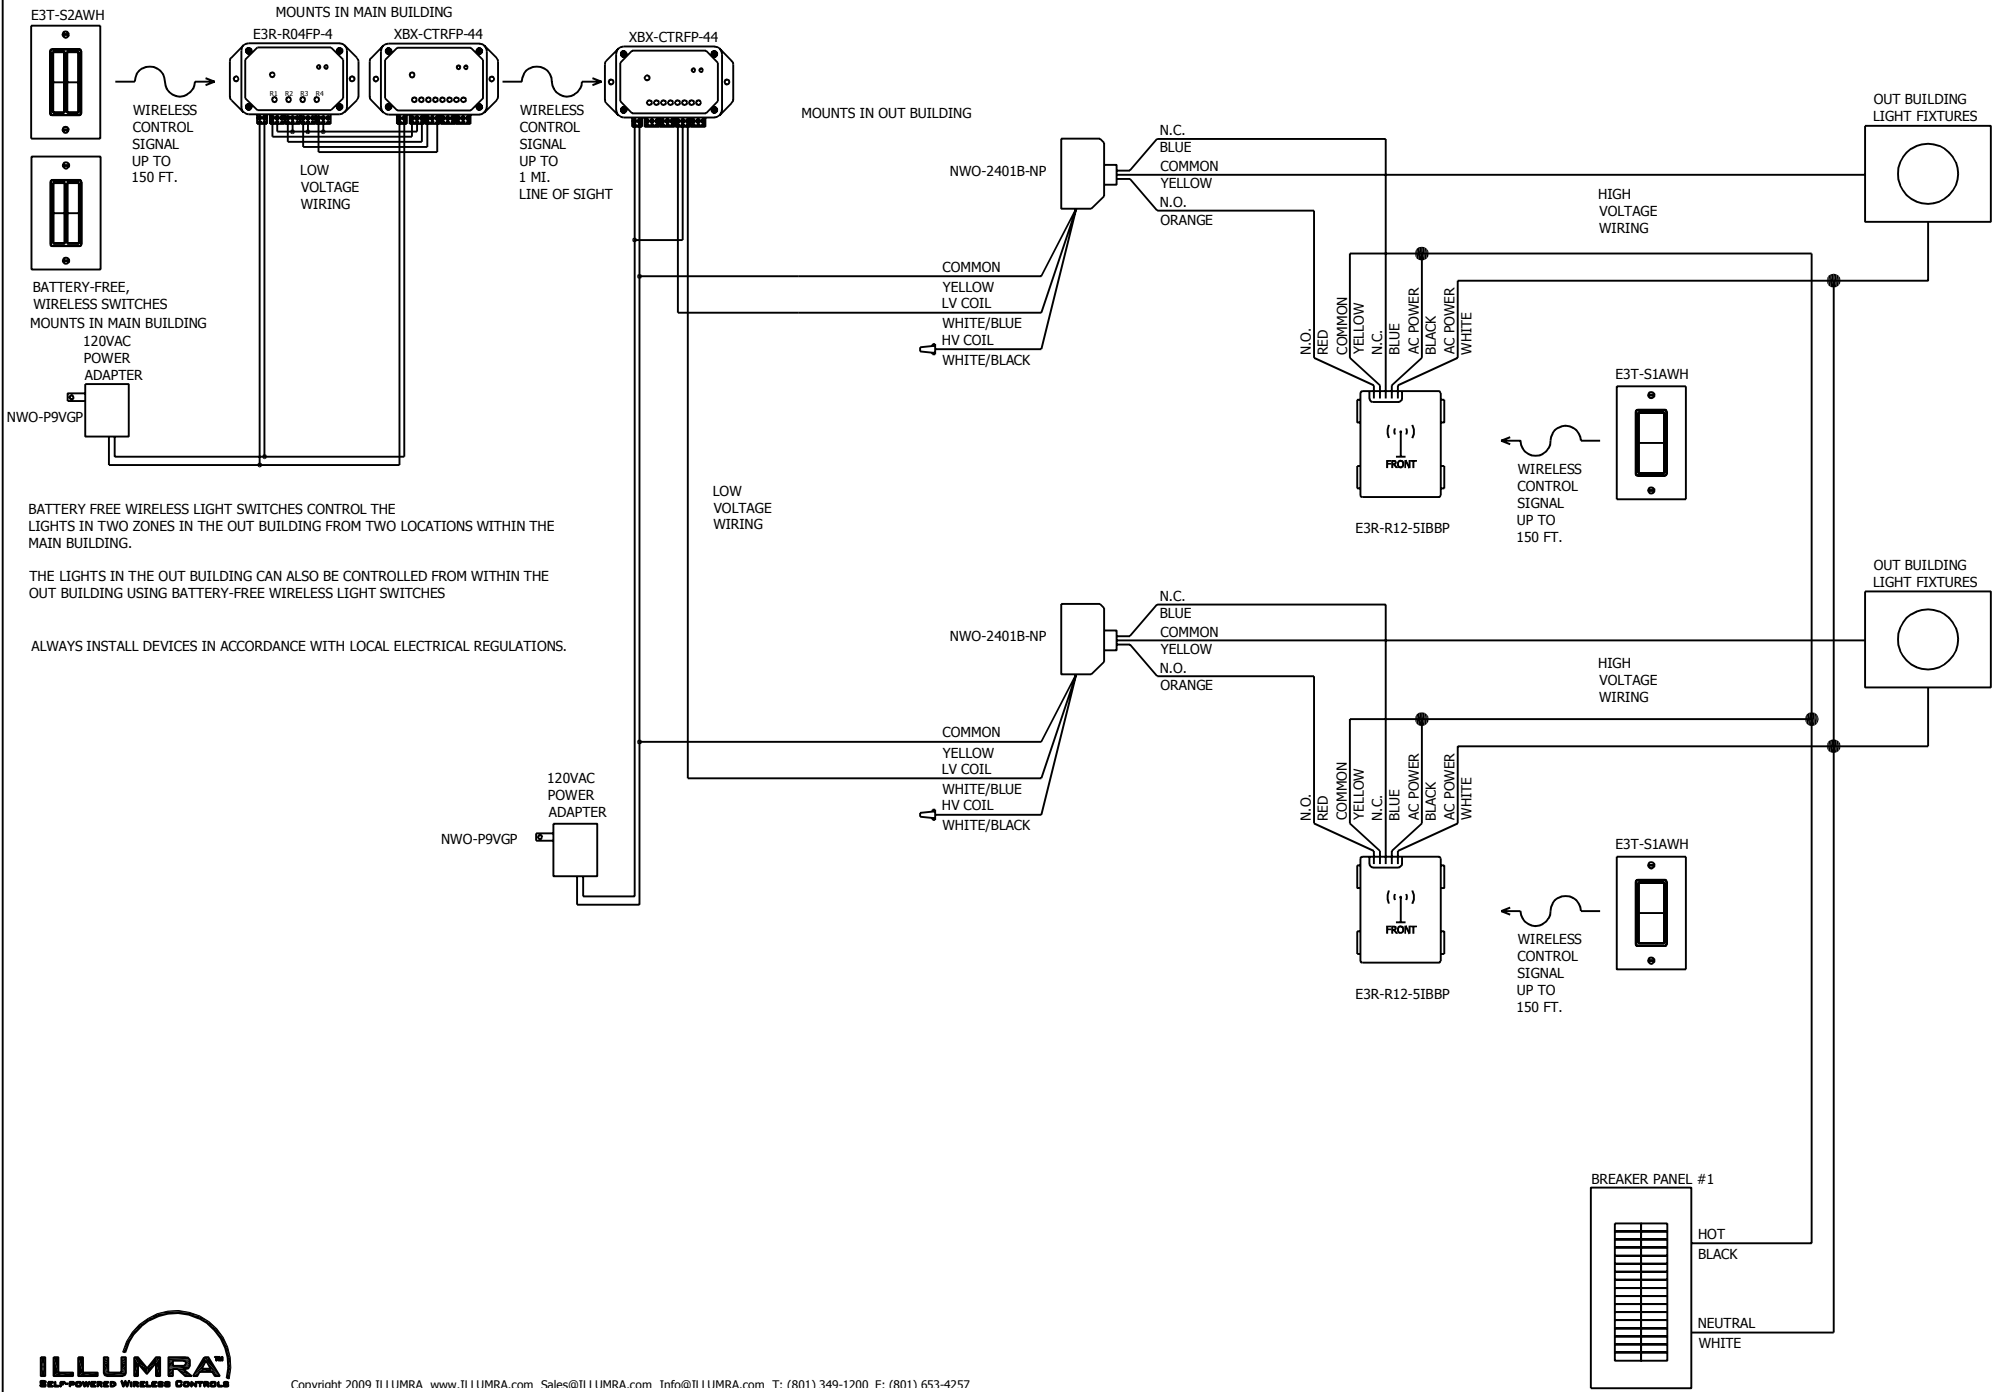 E3T-S2AWH
MOUNTS IN MAIN BUILDING
E3R-R04FP-4
XBX-CTRFP-44
XBX-CTRFP-44
R1 R2 R3 R4
WIRELESS
CONTROL
SIGNAL
UP TO
150 FT.
LOW
VOLTAGE
WIRING
WIRELESS
CONTROL
SIGNAL
UP TO
1 MI.
LINE OF SIGHT
MOUNTS IN OUT BUILDING
BATTERY-FREE,
WIRELESS SWITCHES
MOUNTS IN MAIN BUILDING
120VAC
POWER
ADAPTER
NWO-P9VGP
BATTERY FREE WIRELESS LIGHT SWITCHES CONTROL THE
LIGHTS IN TWO ZONES IN THE OUT BUILDING FROM TWO LOCATIONS WITHIN THE
MAIN BUILDING.
THE LIGHTS IN THE OUT BUILDING CAN ALSO BE CONTROLLED FROM WITHIN THE
OUT BUILDING USING BATTERY-FREE WIRELESS LIGHT SWITCHES
ALWAYS INSTALL DEVICES IN ACCORDANCE WITH LOCAL ELECTRICAL REGULATIONS.
LOW
VOLTAGE
WIRING
120VAC
POWER
ADAPTER
NWO-P9VGP
NWO-2401B-NP
N.C.
BLUE
COMMON
YELLOW
N.O.
ORANGE
COMMON
YELLOW
LV COIL
WHITE/BLUE
HV COIL
WHITE/BLACK
HIGH
VOLTAGE
WIRING
OUT BUILDING
LIGHT FIXTURES
N.O.
RED
COMMON
YELLOW
N.C.
BLUE
AC POWER
BLACK
AC POWER
WHITE
FRONT
E3R-R12-5IBBP
E3T-S1AWH
WIRELESS
CONTROL
SIGNAL
UP TO
150 FT.
NWO-2401B-NP
N.C.
BLUE
COMMON
YELLOW
N.O.
ORANGE
COMMON
YELLOW
LV COIL
WHITE/BLUE
HV COIL
WHITE/BLACK
HIGH
VOLTAGE
WIRING
OUT BUILDING
LIGHT FIXTURES
N.O.
RED
COMMON
YELLOW
N.C.
BLUE
AC POWER
BLACK
AC POWER
WHITE
FRONT
E3R-R12-5IBBP
E3T-S1AWH
WIRELESS
CONTROL
SIGNAL
UP TO
150 FT.
BREAKER PANEL #1
HOT
BLACK
NEUTRAL
WHITE
ILLUMRA™
SELF-POWERED WIRELESS CONTROLS
Copyright 2009 ILLUMRA www.ILLUMRA.com Sales@ILLUMRA.com Info@ILLUMRA.com T: (801) 349-1200 F: (801) 653-4257